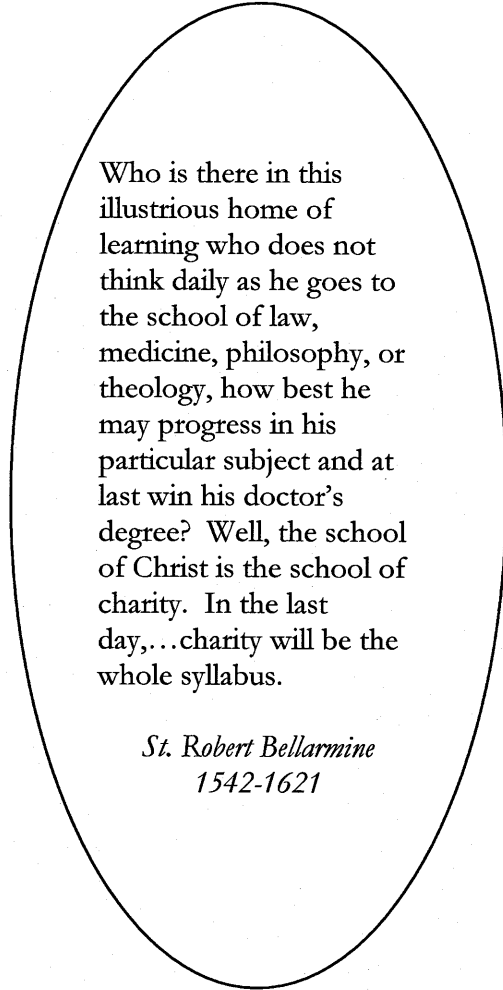 Who is there in this
illustrious home of
learning who does not
think daily as he goes to
the school of law,
medicine, philosophy, or
theology, how best he
may progress in his
particular subject and at
last win his doctor's
degree?  Well, the school
of Christ is the school of
charity.  In the last
day,...charity will be the
whole syllabus.
St. Robert Bellarmine
1542-1621